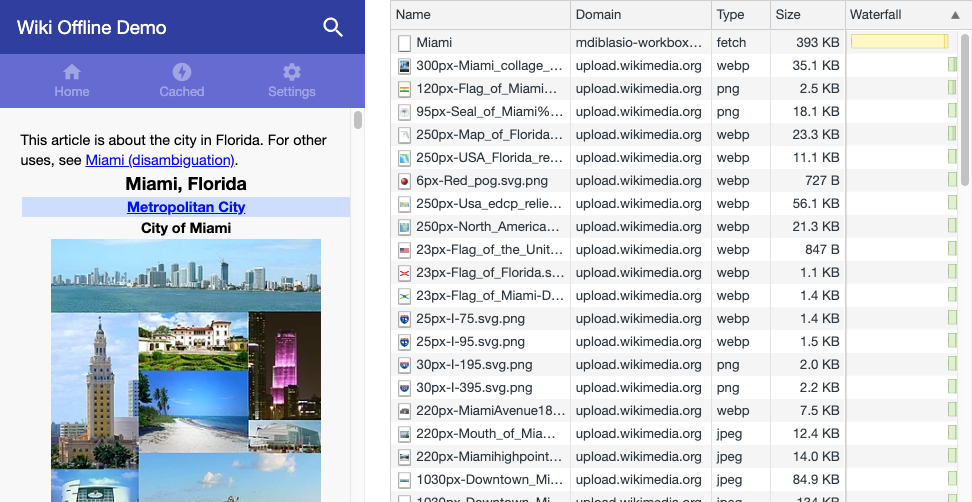 Wiki Offline Demo
Home Cached Settings
This article is about the city in Florida. For other
uses, see Miami (disambiguation).
Miami, Florida
Metropolitan City
City of Miami
Name Domain Type Size Waterfall
Miami mdiblasio-workbox… fetch 393 KB
300px-Miami_collage_… upload.wikimedia.org webp 35.1 KB
120px-Flag_of_Miami… upload.wikimedia.org png 2.5 KB
95px-Seal_of_Miami%… upload.wikimedia.org png 18.1 KB
250px-Map_of_Florida… upload.wikimedia.org webp 23.3 KB
250px-USA_Florida_re… upload.wikimedia.org webp 11.1 KB
6px-Red_pog.svg.png upload.wikimedia.org webp 727 B
250px-Usa_edcp_relie… upload.wikimedia.org webp 56.1 KB
250px-North_America… upload.wikimedia.org webp 21.3 KB
23px-Flag_of_the_Unit… upload.wikimedia.org webp 847 B
23px-Flag_of_Florida.s… upload.wikimedia.org webp 1.1 KB
23px-Flag_of_Miami-D… upload.wikimedia.org webp 1.4 KB
25px-I-75.svg.png upload.wikimedia.org webp 1.4 KB
25px-I-95.svg.png upload.wikimedia.org webp 1.5 KB
30px-I-195.svg.png upload.wikimedia.org png 2.0 KB
30px-I-395.svg.png upload.wikimedia.org png 2.2 KB
220px-MiamiAvenue18… upload.wikimedia.org webp 7.5 KB
220px-Mouth_of_Mia… upload.wikimedia.org jpeg 12.4 KB
220px-Miamihighpoint… upload.wikimedia.org jpeg 14.0 KB
1030px-Downtown_Mi… upload.wikimedia.org jpeg 84.9 KB